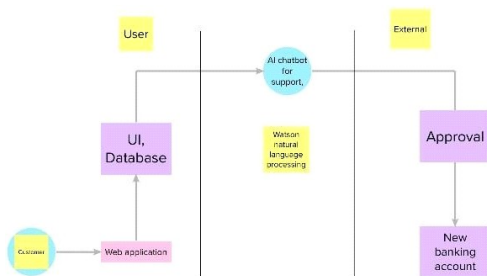 User
External
AI chatbot
for
support,
UI,
Database
Watson
natural
language
processing
Approval
Customer
Web application
New
banking
account